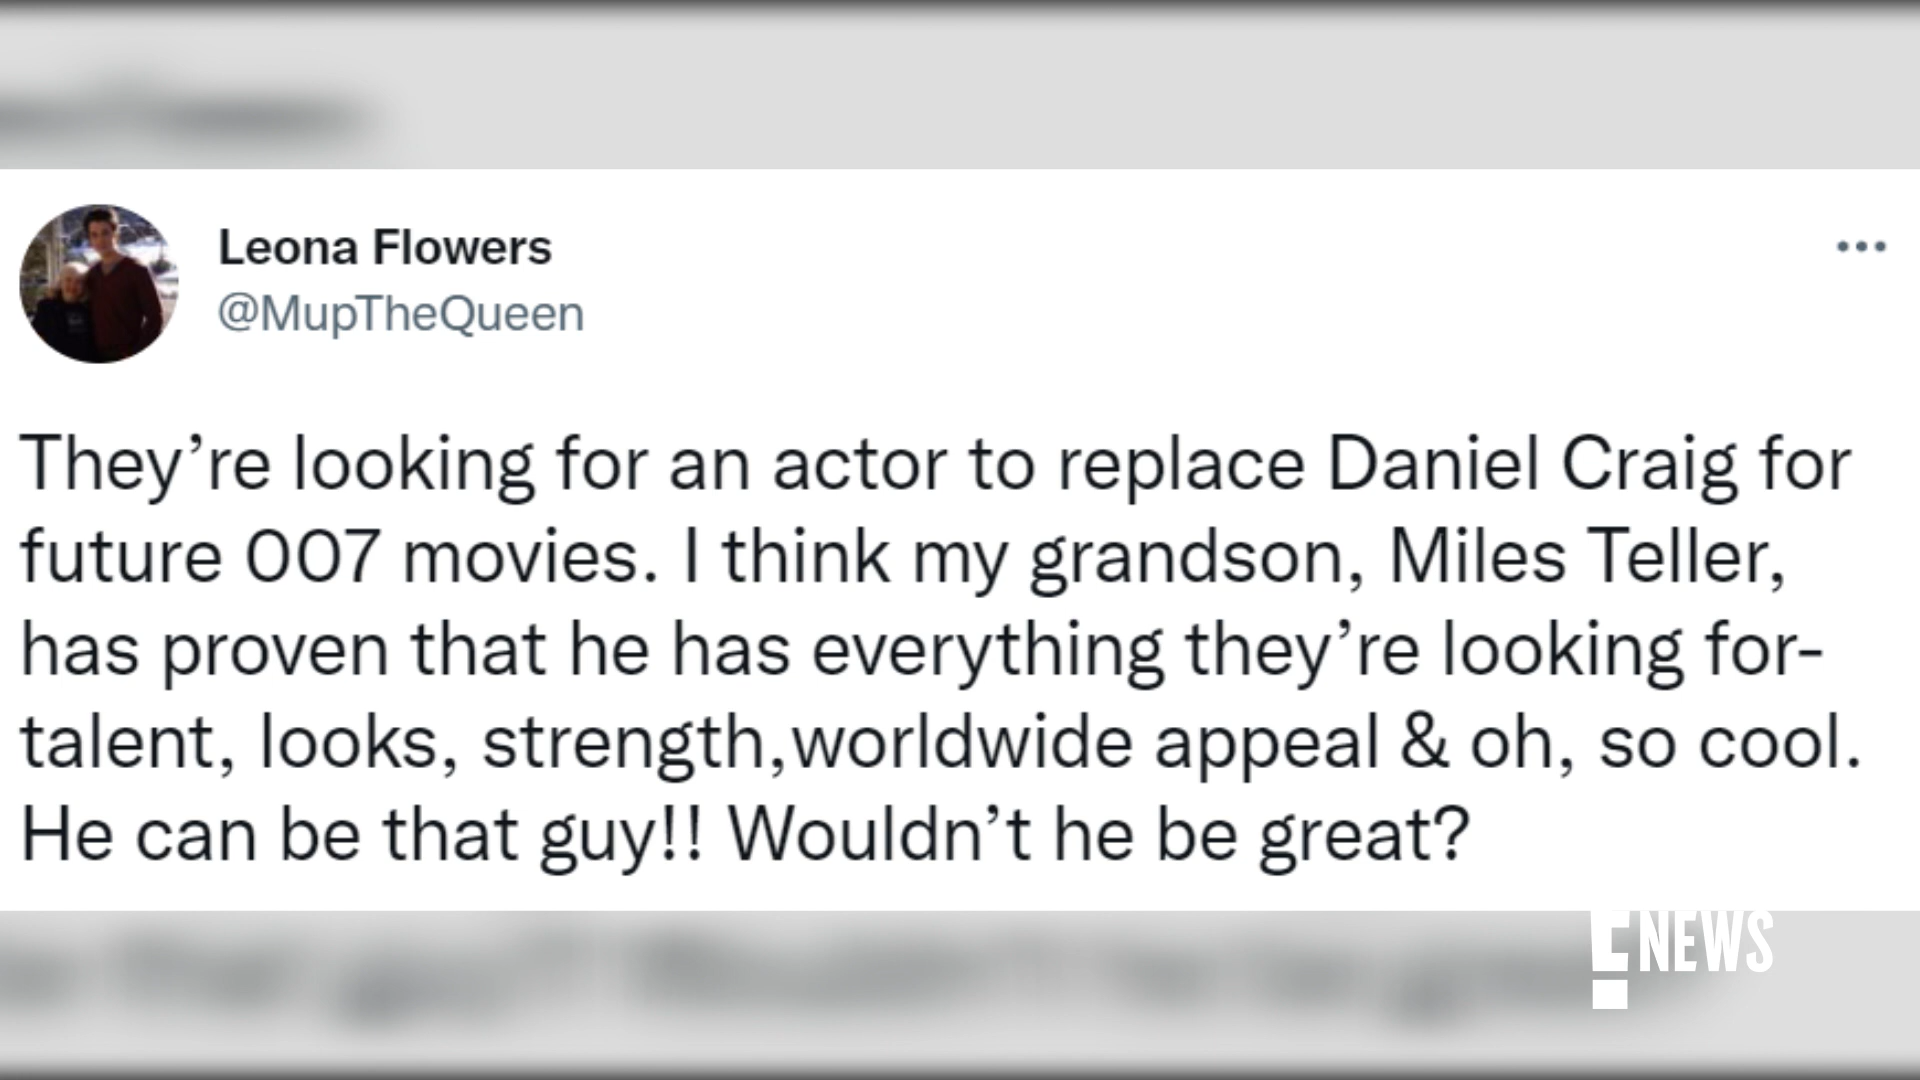 Leona Flowers
@MupTheQueen
They’re looking for an actor to replace Daniel Craig for
future 007 movies. I think my grandson, Miles Teller,
has proven that he has everything they’re looking for-
talent, looks, strength,worldwide appeal & oh, so cool.
He can be that guy!! Wouldn’t he be great?
E! NEWS